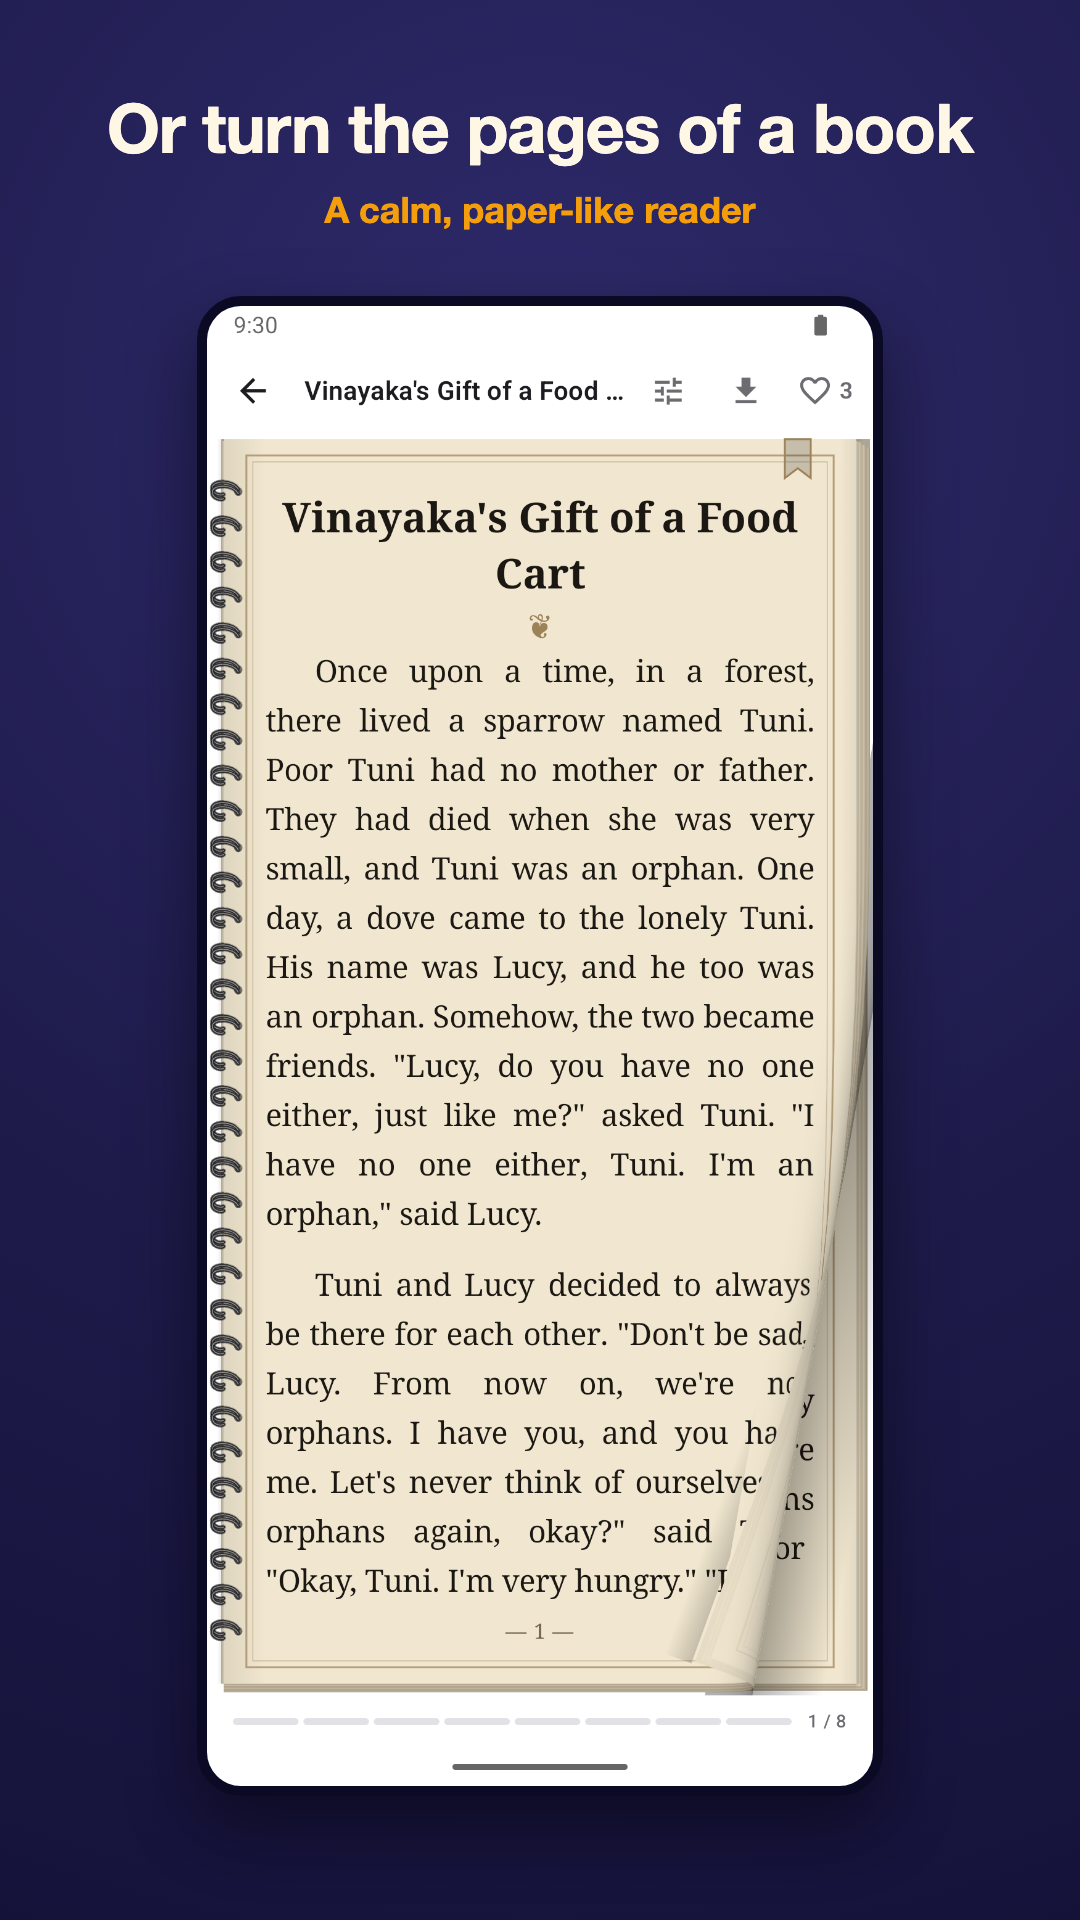 Or turn the pages of a book
A calm, paper-like reader
9:30
Vinayaka's Gift of a Food ...
3
Vinayaka's Gift of a Food
Cart
❦
Once upon a time, in a forest,
there lived a sparrow named Tuni.
Poor Tuni had no mother or father.
They had died when she was very
small, and Tuni was an orphan. One
day, a dove came to the lonely Tuni.
His name was Lucy, and he too was
an orphan. Somehow, the two became
friends. "Lucy, do you have no one
either, just like me?" asked Tuni. "I
have no one either, Tuni. I'm an
orphan," said Lucy.
Tuni and Lucy decided to always
be there for each other. "Don't be sad,
Lucy. From now on, we're
orphans. I have you, and you
me. Let's never think of
orphans again, okay?" said
"Okay, Tuni. I'm very hungry."
— 1 —
1 / 8